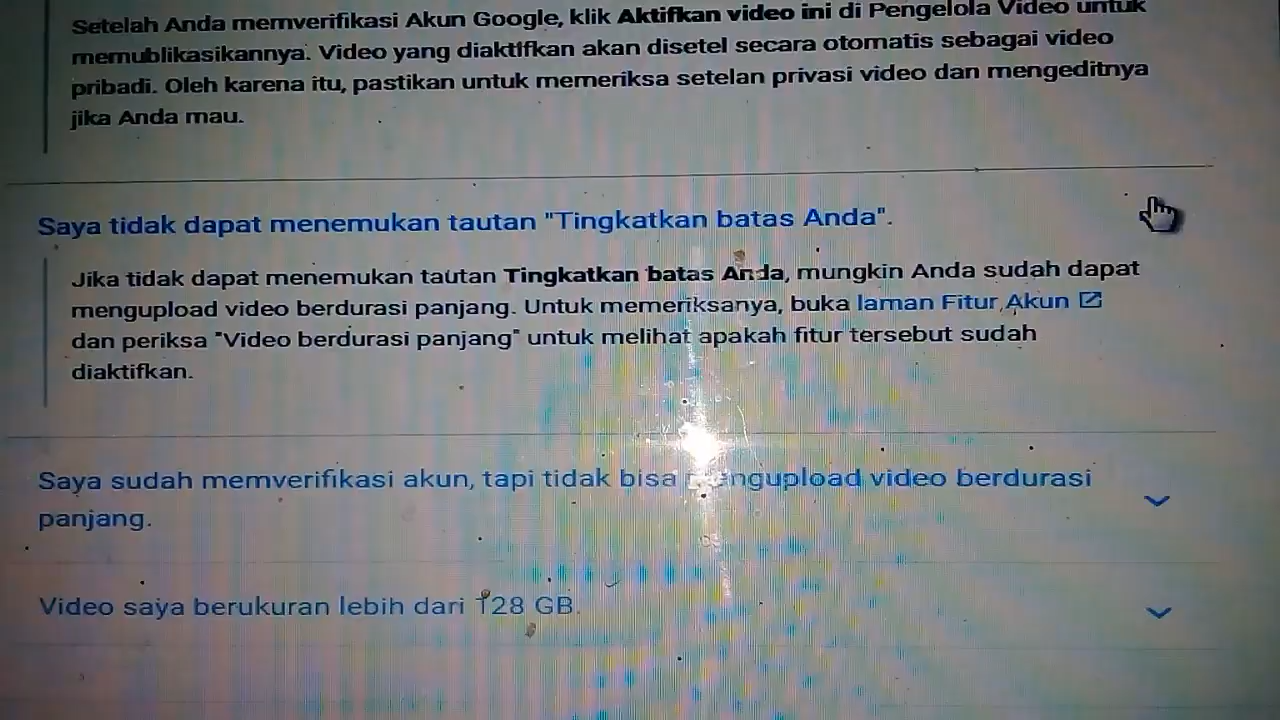 Setelah Anda memverifikasi Akun Google, klik Aktifkan video ini di Pengelola Video untuk
memublikasikannya. Video yang diaktifkan akan disetel secara otomatis sebagai video
pribadi. Oleh karena itu, pastikan untuk memeriksa setelan privasi video dan mengeditnya
jika Anda mau.
Saya tidak dapat menemukan tautan "Tingkatkan batas Anda".
Jika tidak dapat menemukan tautan Tingkatkan batas Anda, mungkin Anda sudah dapat
mengupload video berdurasi panjang. Untuk memeriksanya, buka laman Fitur Akun
dan periksa "Video berdurasi panjang" untuk melihat apakah fitur tersebut sudah
diaktifkan.
Saya sudah memverifikasi akun, tapi tidak bisa mengupload video berdurasi
panjang.
Video saya berukuran lebih dari 128 GB.